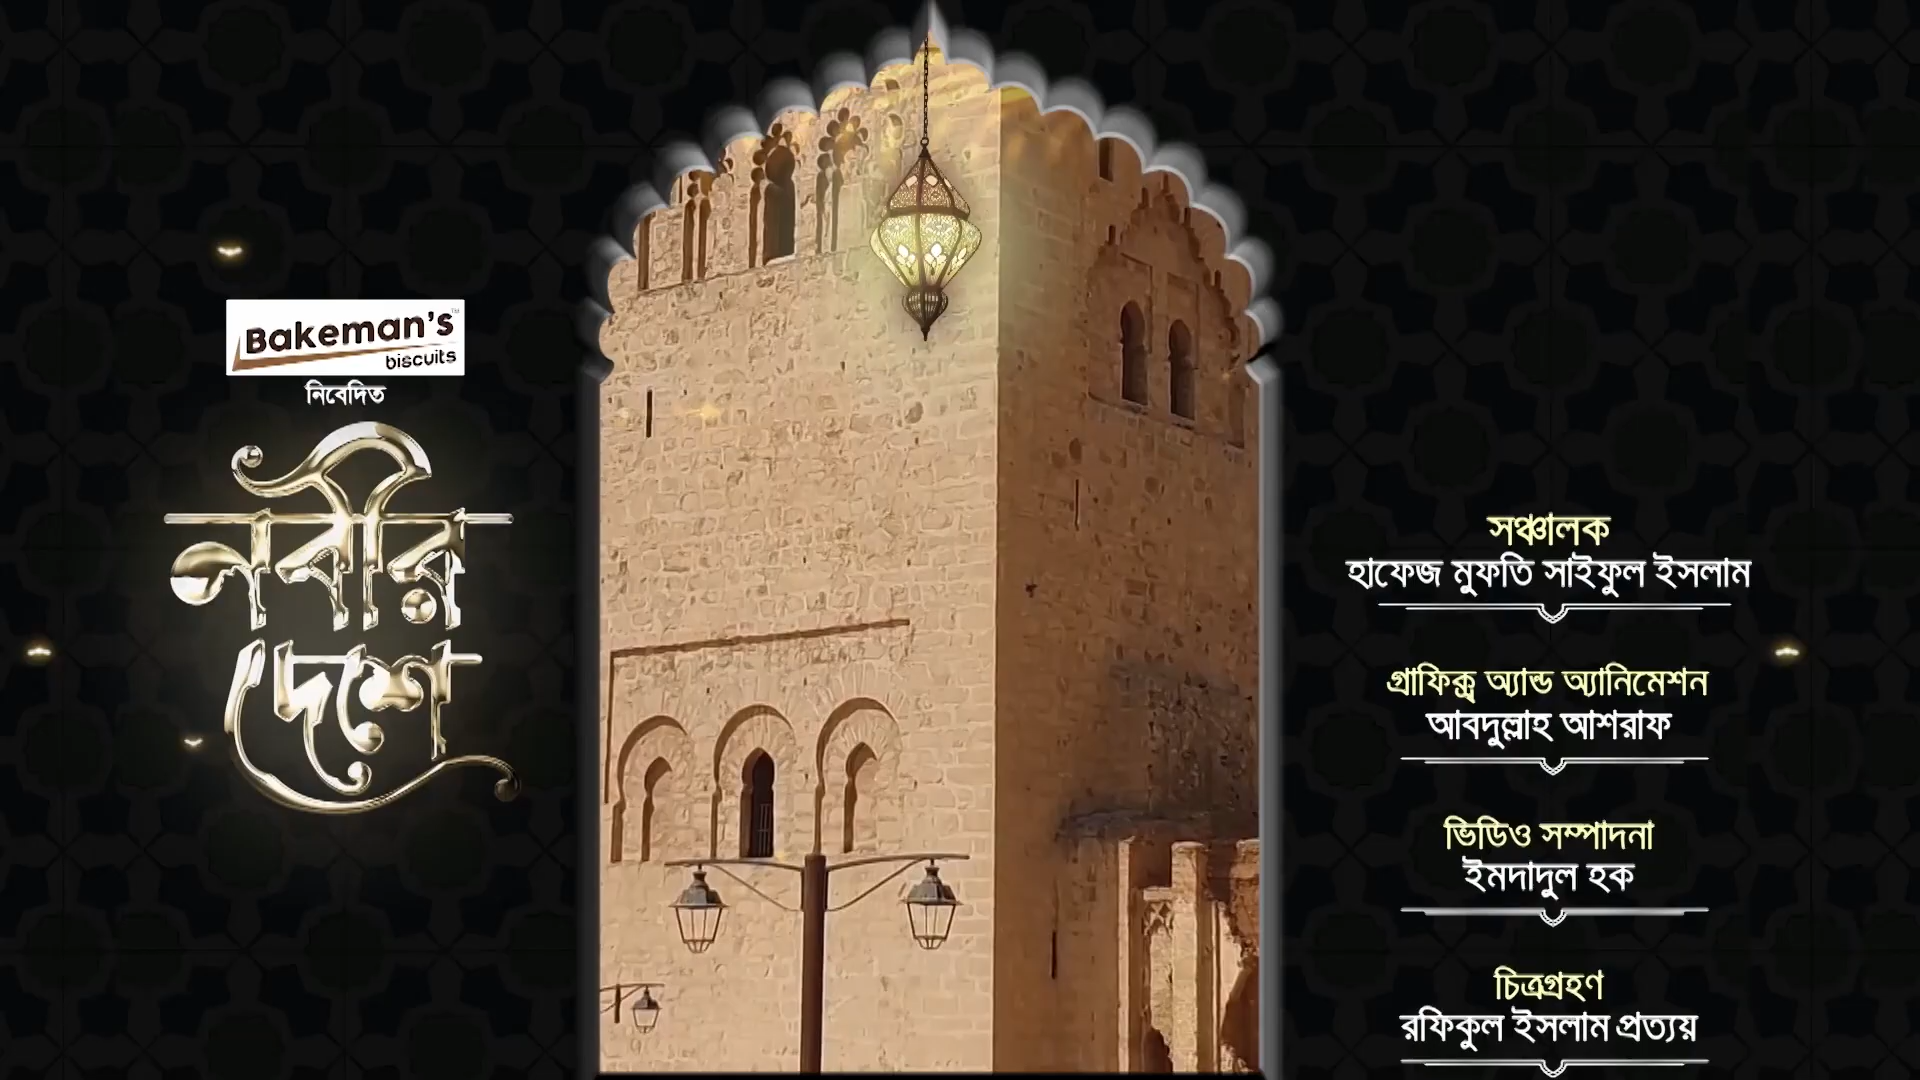 Bakeman's
biscuits
নিবেদিত
নবীর
দেশে
সঞ্চালক
হাফেজ মুফতি সাইফুল ইসলাম
গ্রাফিক্স অ্যান্ড অ্যানিমেশন
আবদুল্লাহ আশরাফ
ভিডিও সম্পাদনা
ইমদাদুল হক
চিত্রগ্রহণ
রফিকুল ইসলাম প্রত্যয়